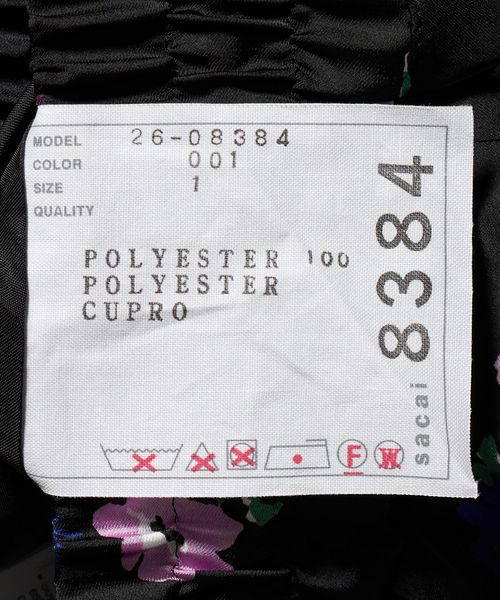 MODEL 26-08384
COLOR 001
SIZE 1
QUALITY
POLYESTER 100
POLYESTER
CUPRO
sacai 8384
F
W